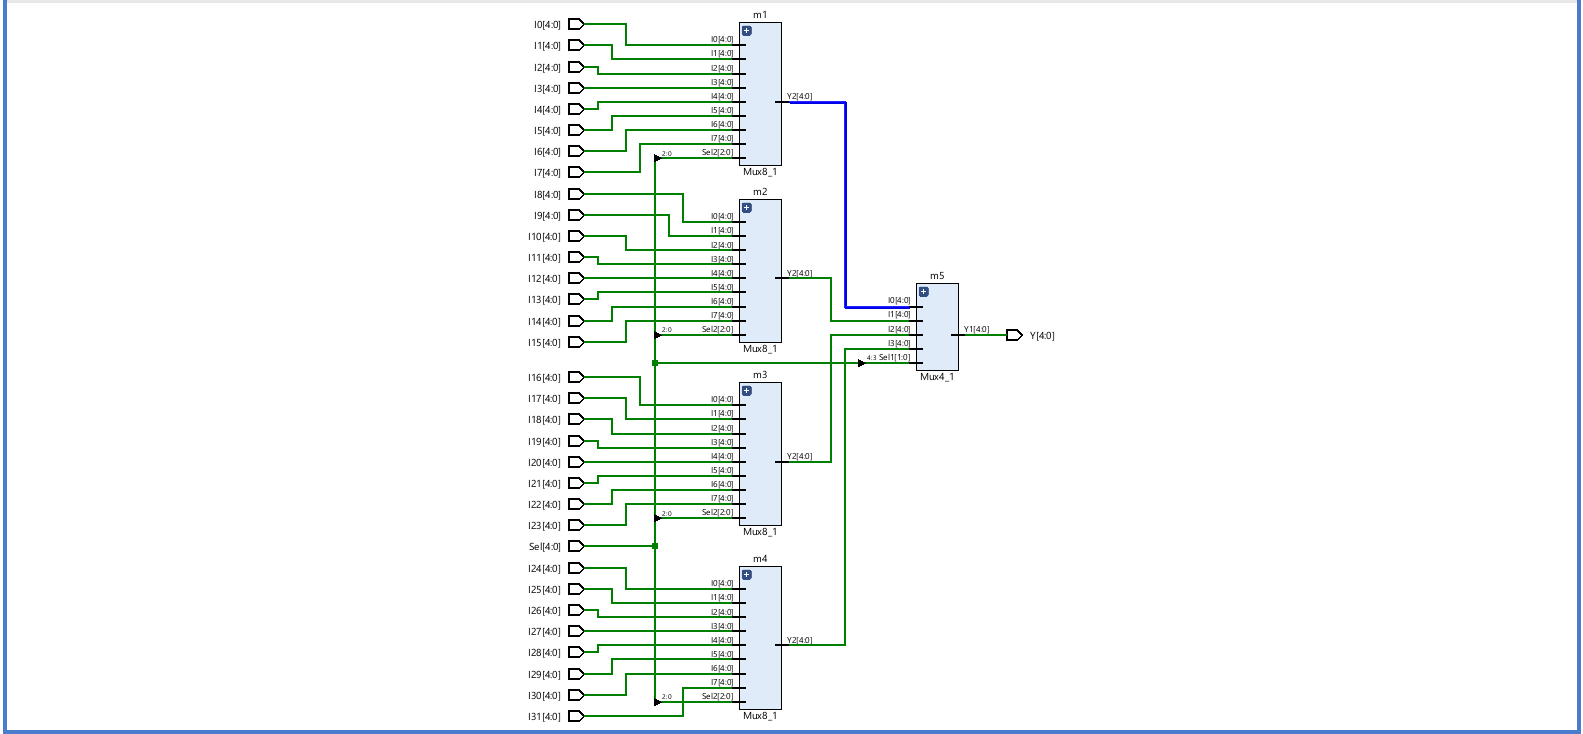 I0[4:0]
I1[4:0]
I2[4:0]
I3[4:0]
I4[4:0]
I5[4:0]
I6[4:0]
I7[4:0]
I8[4:0]
I9[4:0]
I10[4:0]
I11[4:0]
I12[4:0]
I13[4:0]
I14[4:0]
I15[4:0]
I16[4:0]
I17[4:0]
I18[4:0]
I19[4:0]
I20[4:0]
I21[4:0]
I22[4:0]
I23[4:0]
Sel[4:0]
I24[4:0]
I25[4:0]
I26[4:0]
I27[4:0]
I28[4:0]
I29[4:0]
I30[4:0]
I31[4:0]
m1
I0[4:0]
I1[4:0]
I2[4:0]
I3[4:0]
I4[4:0]
I5[4:0]
I6[4:0]
I7[4:0]
2:0 Sel2[2:0]
Y2[4:0]
Mux8_1
m2
I0[4:0]
I1[4:0]
I2[4:0]
I3[4:0]
I4[4:0]
I5[4:0]
I6[4:0]
I7[4:0]
2:0 Sel2[2:0]
Y2[4:0]
Mux8_1
m3
I0[4:0]
I1[4:0]
I2[4:0]
I3[4:0]
I4[4:0]
I5[4:0]
I6[4:0]
I7[4:0]
2:0 Sel2[2:0]
Y2[4:0]
Mux8_1
m4
I0[4:0]
I1[4:0]
I2[4:0]
I3[4:0]
I4[4:0]
I5[4:0]
I6[4:0]
I7[4:0]
2:0 Sel2[2:0]
Y2[4:0]
Mux8_1
m5
I0[4:0]
I1[4:0]
I2[4:0]
I3[4:0]
4:3 Sel1[1:0]
Y1[4:0]
Mux4_1
Y[4:0]